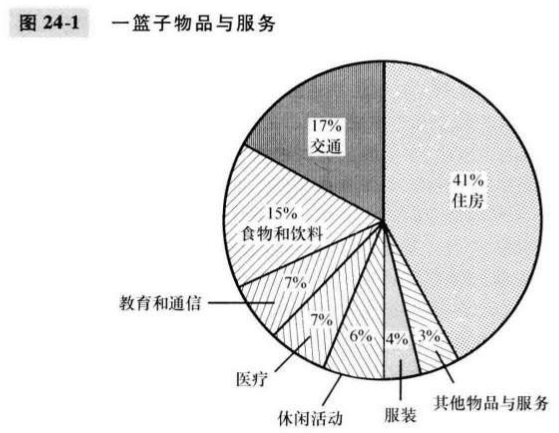 图 24-1 一篮子物品与服务
17%
交通
41%
住房
15%
食物和饮料
7%
教育和通信
7%
医疗
6%
休闲活动
4%
服装
3%
其他物品与服务